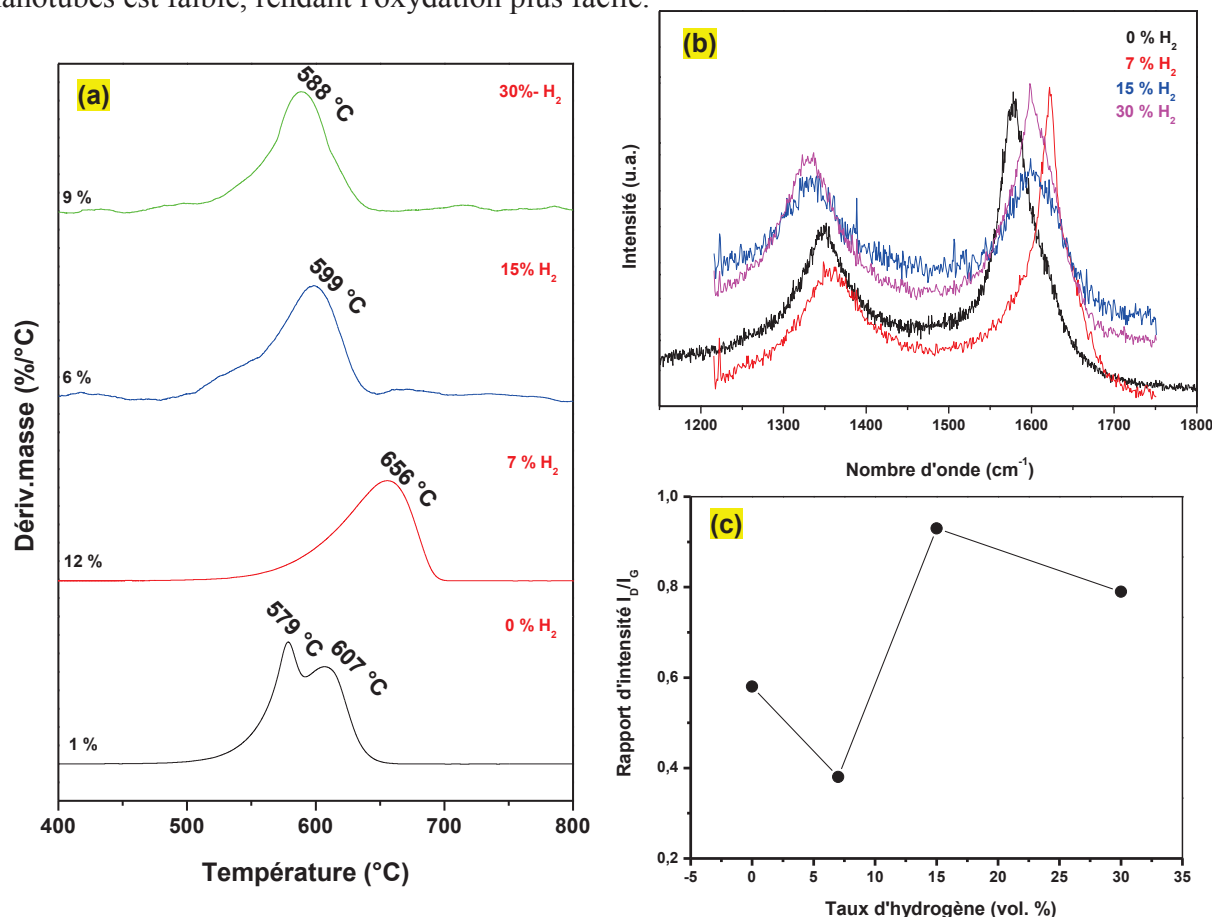 nanotubes est faible, rendant l'oxydation plus facile.
(a)
588 °C
30%- H2
9 %
15% H2
599 °C
6 %
7 % H2
656 °C
12 %
579 °C
607 °C
0 % H2
1 %
Dériv.masse (%/°C)
400 500 600 700 800
Température (°C)
(b)
0 % H2
7 % H2
15 % H2
30 % H2
Intensité (u.a.)
1200 1300 1400 1500 1600 1700 1800
Nombre d'onde (cm-1)
(c)
1,0
0,8
0,6
0,4
0,2
Rapport d'intensité ID/IG
-5 0 5 10 15 20 25 30 35
Taux d'hydrogène (vol. %)